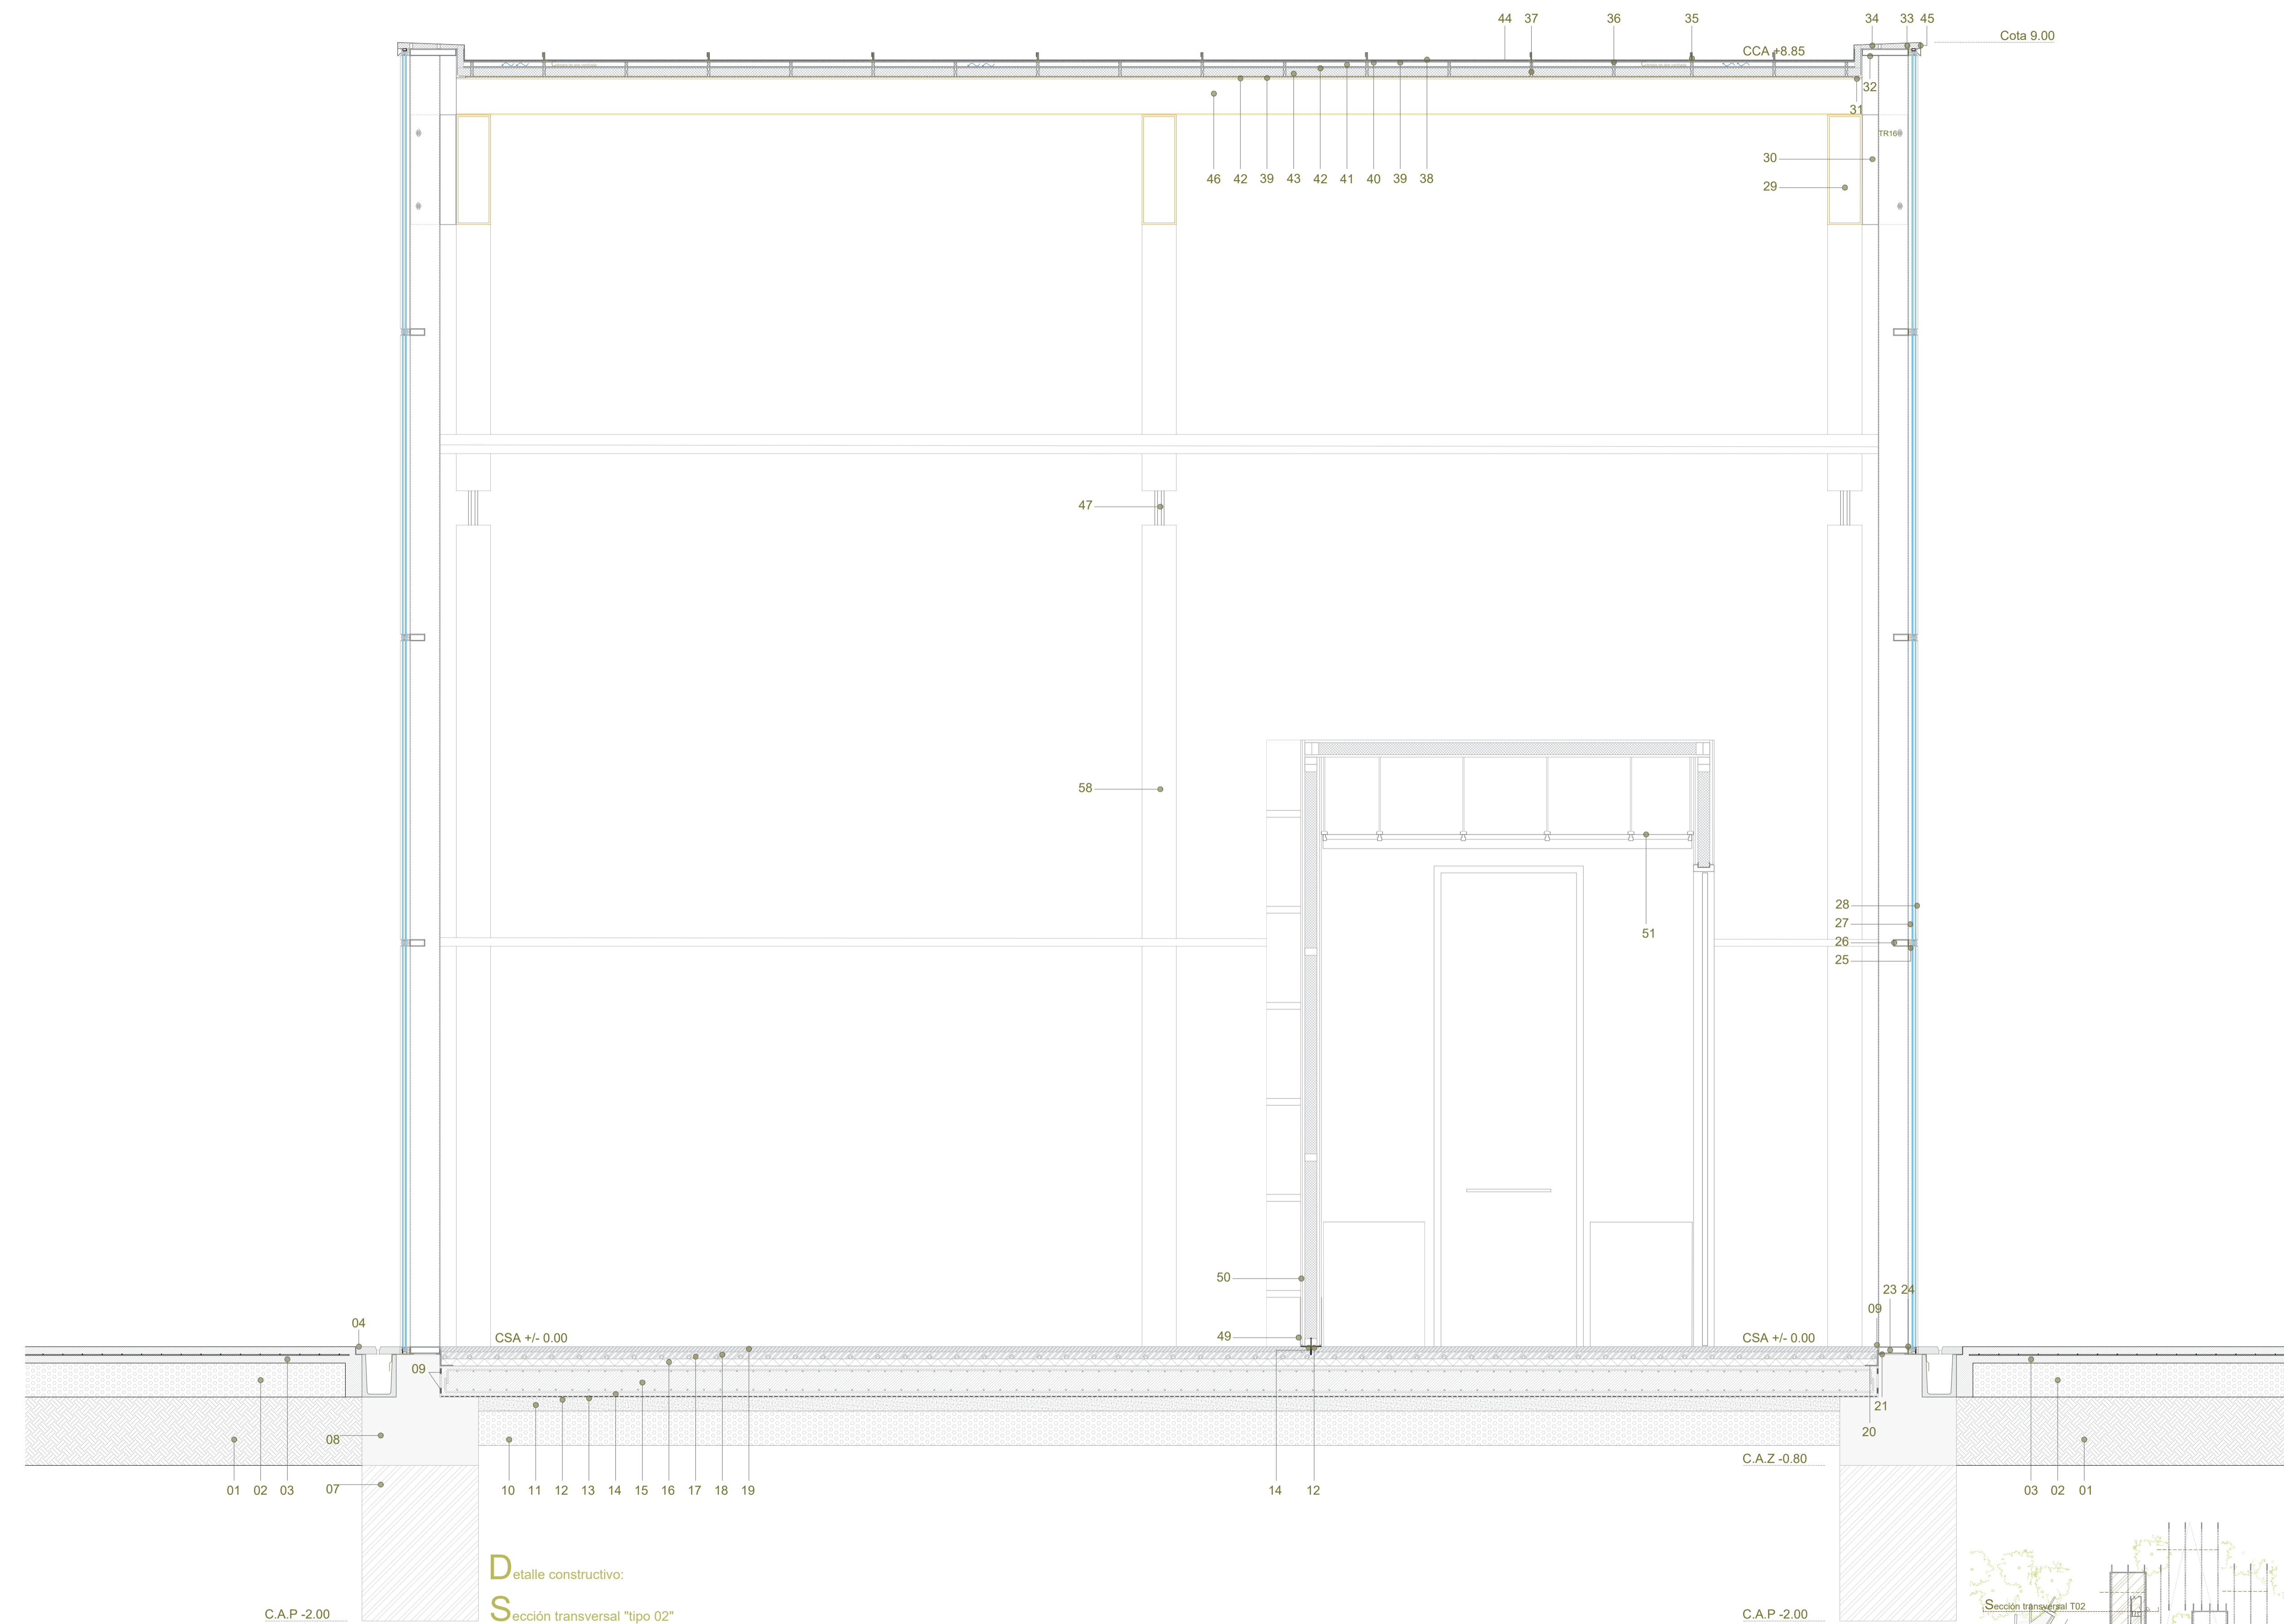 44 37 36 35 34 33 45
Cota 9.00
CCA +8.85
32
31
TR16
30
29
46 42 39 43 42 41 40 39 38
47
58
28
27
26
25
51
50
49
23 24
09
04
CSA +/- 0.00
CSA +/- 0.00
09
21
20
08
07
C.A.Z -0.80
01 02 03
10 11 12 13 14 15 16 17 18 19
14 12
03 02 01
Detalle constructivo:
Sección transversal "tipo 02"
C.A.P -2.00
C.A.P -2.00
Sección transversal T02